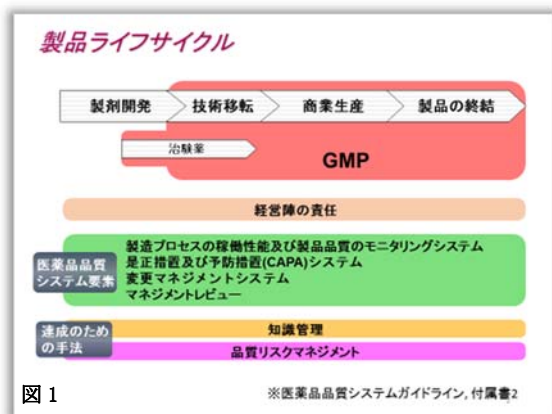 製品ライフサイクル
製剤開発
技術移転
商業生産
製品の終結
治験薬
GMP
経営陣の責任
医薬品品質
システム要素
製造プロセスの稼働性能及び製品品質のモニタリングシステム
是正措置及び予防措置(CAPA)システム
変更マネジメントシステム
マネジメントレビュー
達成のため
の手法
知識管理
品質リスクマネジメント
図1
※医薬品品質システムガイドライン, 付属書2